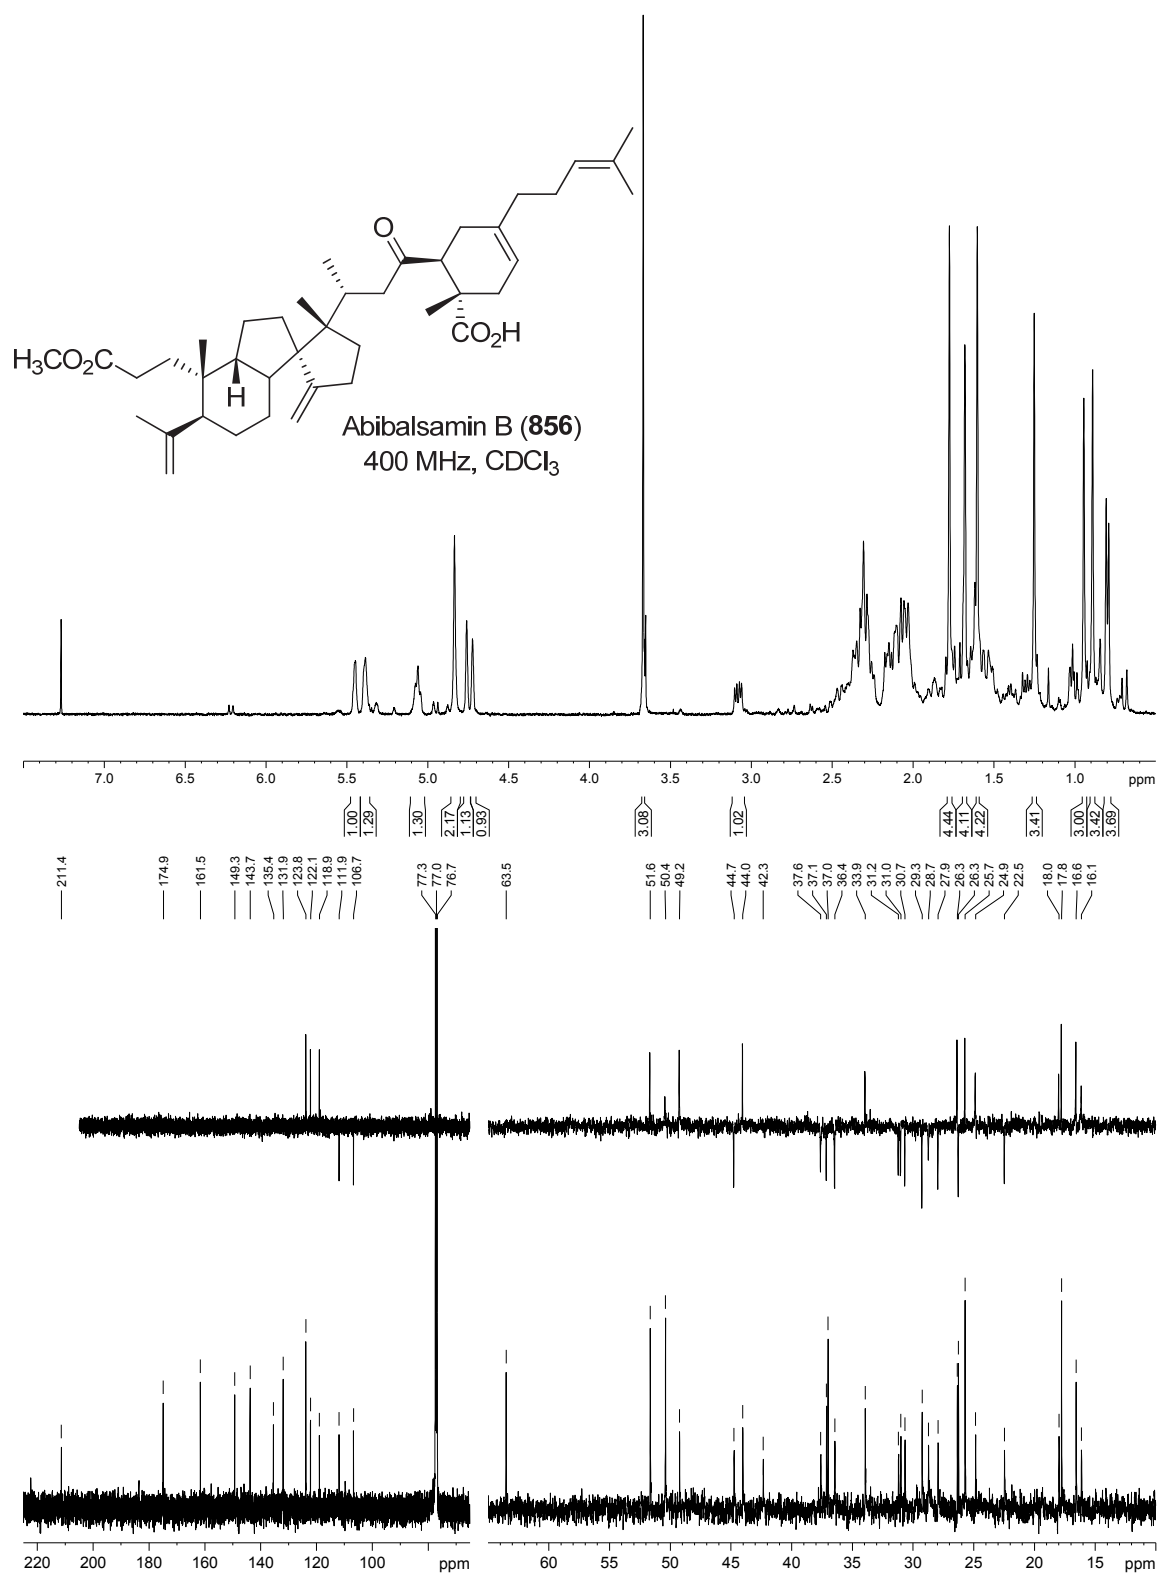 O
CO2H
H3CO2C
H
Abibalsamin B (856)
400 MHz, CDCl3
7.0 6.5 6.0 5.5 5.0 4.5 4.0 3.5 3.0 2.5 2.0 1.5 1.0 ppm
1.00 1.29 1.30 2.17 1.13 0.93 3.08 1.02 4.44 4.11 4.22 3.41 3.00 3.42 3.69
211.4 174.9 161.5 149.3 143.7 135.4 131.9 123.8 122.1 118.9 111.9 106.7 77.3 77.0 76.7 63.5 51.6 50.4 49.2 44.7 44.0 42.3 37.6 37.1 37.0 36.4 33.9 31.2 31.0 30.7 29.3 28.7 27.9 26.3 26.3 25.7 24.9 22.5 18.0 17.8 16.6 16.1
220 200 180 160 140 120 100 ppm 60 55 50 45 40 35 30 25 20 15 ppm